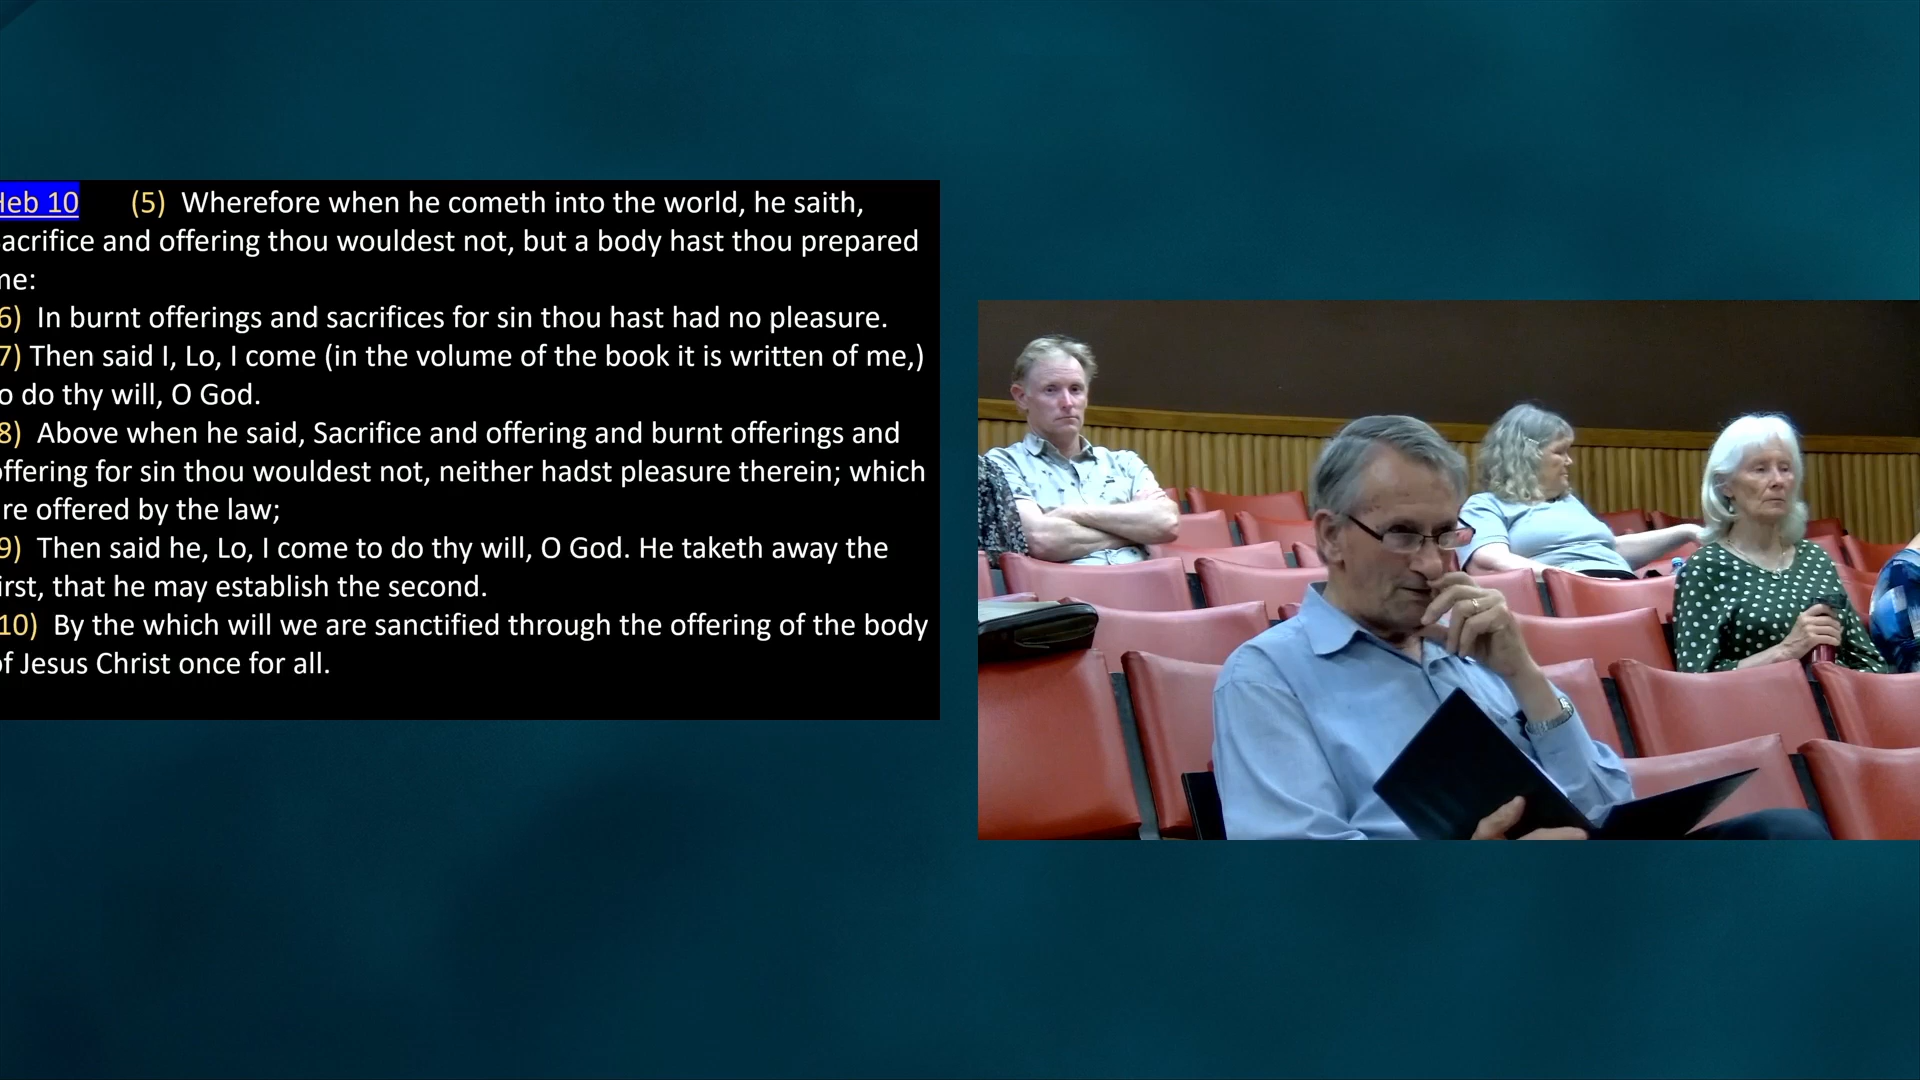 Heb 10 (5) Wherefore when he cometh into the world, he saith,
acrifice and offering thou wouldest not, but a body hast thou prepared
me:
6) In burnt offerings and sacrifices for sin thou hast had no pleasure.
7) Then said I, Lo, I come (in the volume of the book it is written of me,)
o do thy will, O God.
8) Above when he said, Sacrifice and offering and burnt offerings and
offering for sin thou wouldest not, neither hadst pleasure therein; which
re offered by the law;
9) Then said he, Lo, I come to do thy will, O God. He taketh away the
irst, that he may establish the second.
10) By the which will we are sanctified through the offering of the body
of Jesus Christ once for all.